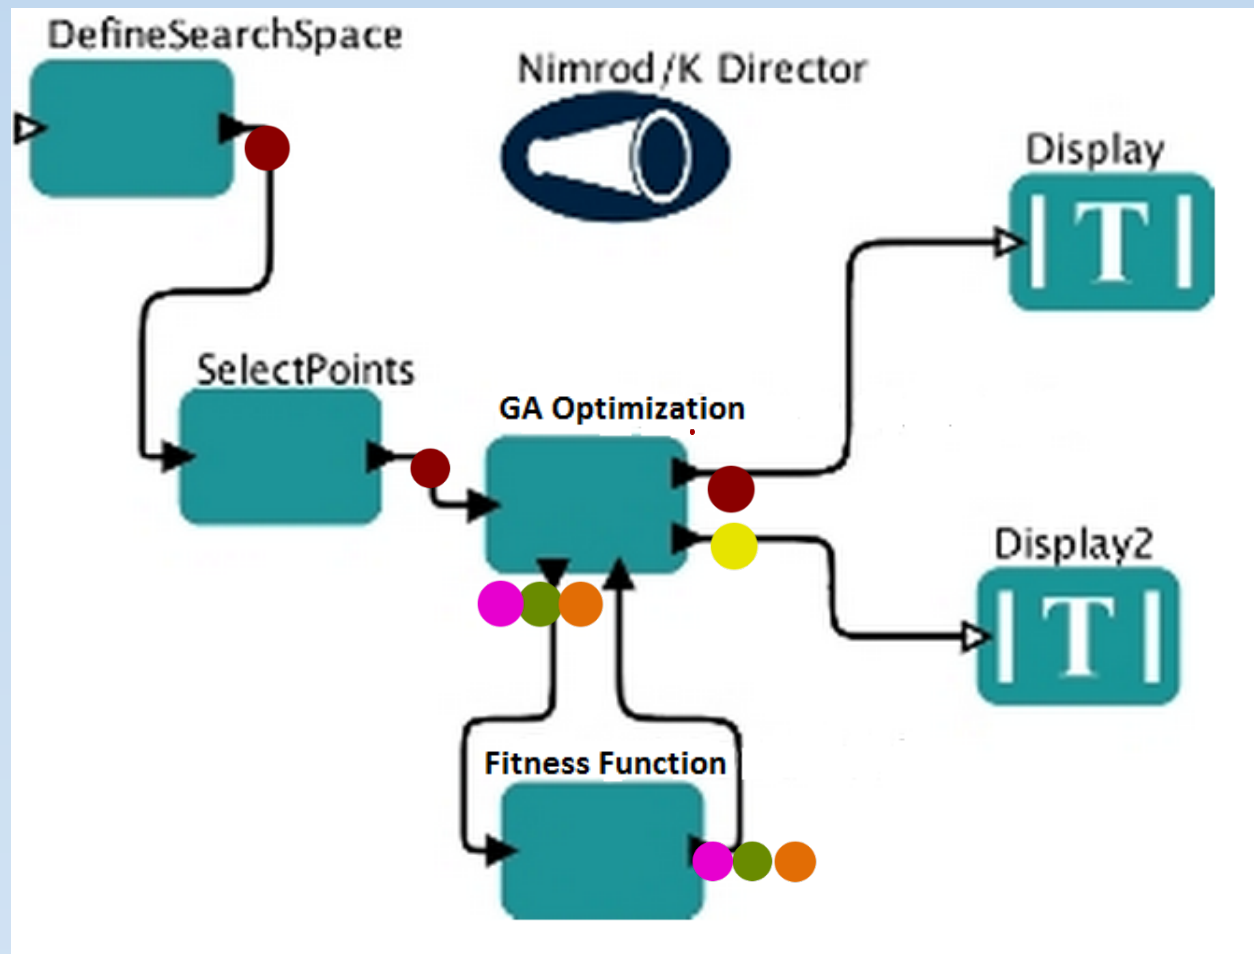 DefineSearchSpace
Nimrod/K Director
Display
T
SelectPoints
GA Optimization
Display2
T
Fitness Function